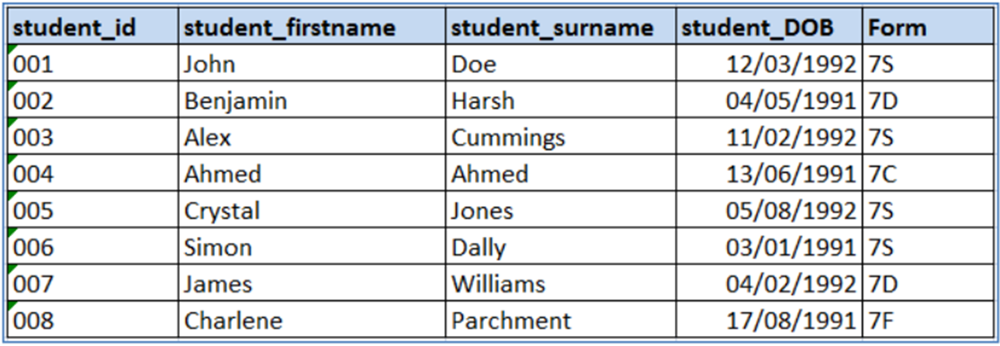 student_id student_firstname student_surname student_DOB Form
001 John Doe 12/03/1992 7S
002 Benjamin Harsh 04/05/1991 7D
003 Alex Cummings 11/02/1992 7S
004 Ahmed Ahmed 13/06/1991 7C
005 Crystal Jones 05/08/1992 7S
006 Simon Dally 03/01/1991 7S
007 James Williams 04/02/1992 7D
008 Charlene Parchment 17/08/1991 7F